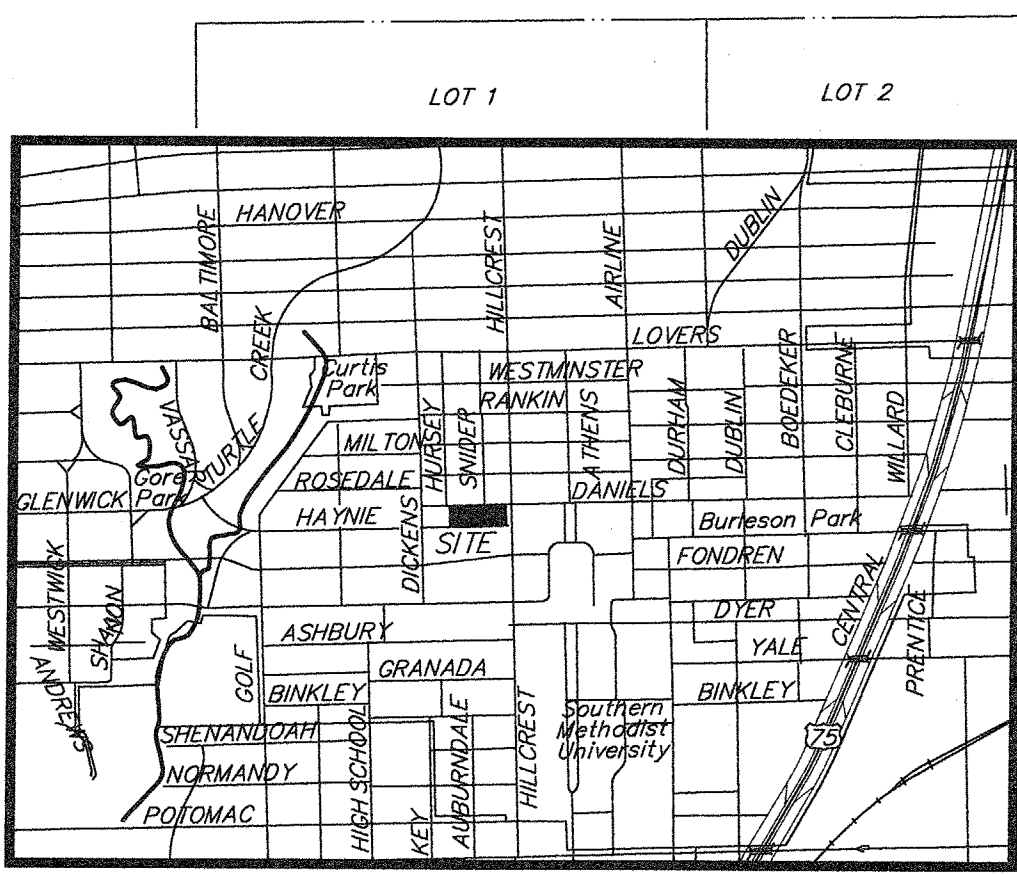 LOT 1
LOT 2
HANOVER
BALTIMORE
HILLCREST
AIRLINE
DUBLIN
CREEK
LOVERS
Curtis
Park
WESTMINSTER
RANKIN
BOEDEKER
CLEBURNE
VASSAR
TURTLE
MILTON
HURSEY
SNIDER
ATHENS
DURHAM
DUBLIN
WILLARD
Gore
Park
GLENWICK
ROSEDALE
DANIELS
HAYNIE
DICKENS
SITE
Burleson Park
FONDREN
WESTWICK
SHANNON
ANDREWS
ASHBURY
DYER
YALE
CENTRAL
PRENTICE
GOLF
GRANADA
BINKLEY
BINKLEY
SHENANDOAH
HIGH SCHOOL
AUBURNDALE
HILLCREST
Southern
Methodist
University
75
NORMANDY
POTOMAC
KEY